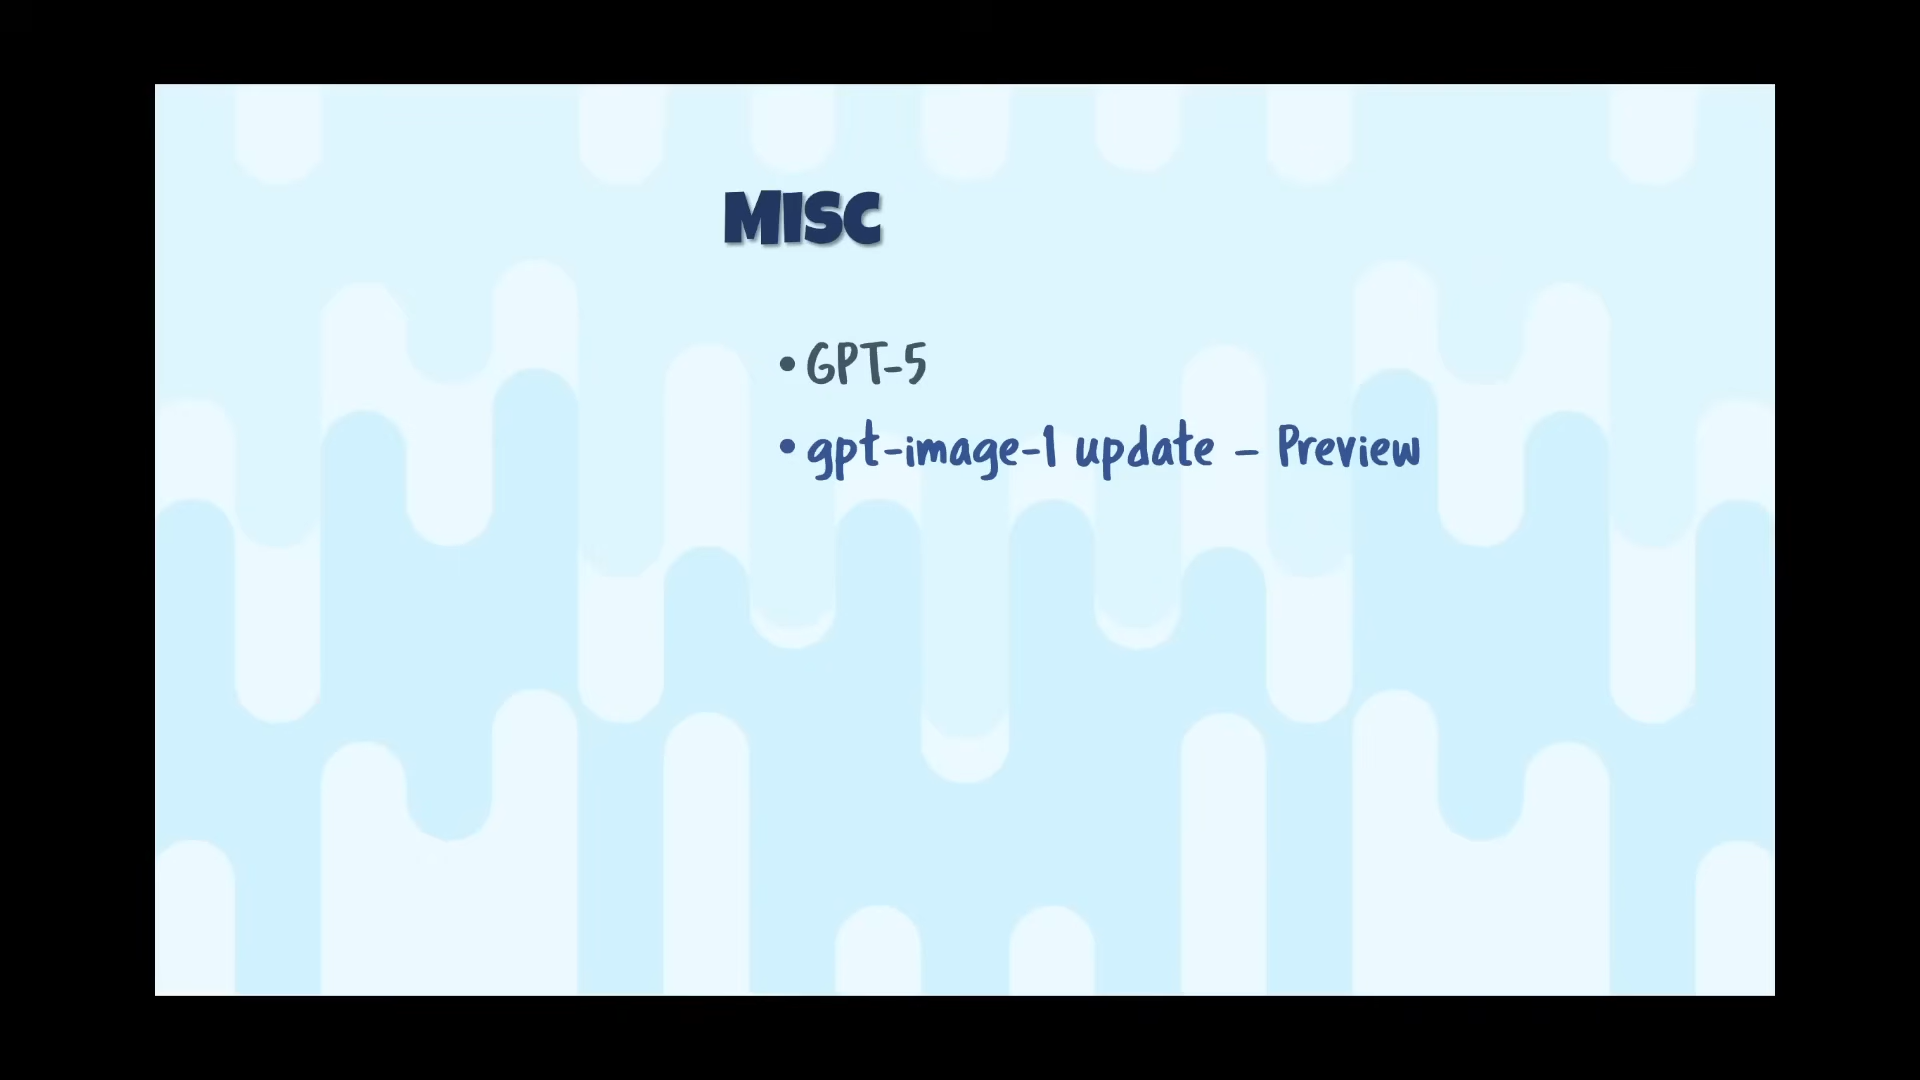 MISC
• GPT-5
• gpt-image-1 update - Preview